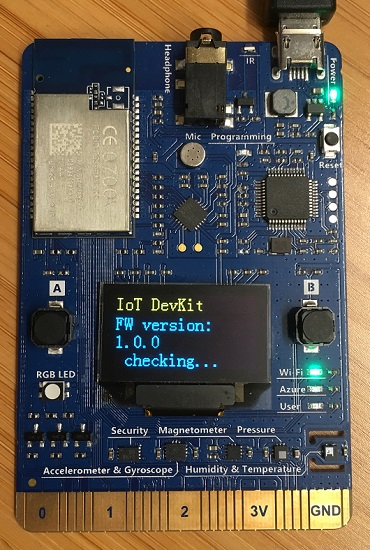 Headphone
IR
Power
CE
Mic
Programming
Reset
A
B
IoT DevKit
FW version:
1.0.0
checking...
RGB LED
Wi-Fi
Azure
User
Security
Magnetometer
Pressure
Accelerometer & Gyroscope
Humidity & Temperature
0
1
2
3V
GND